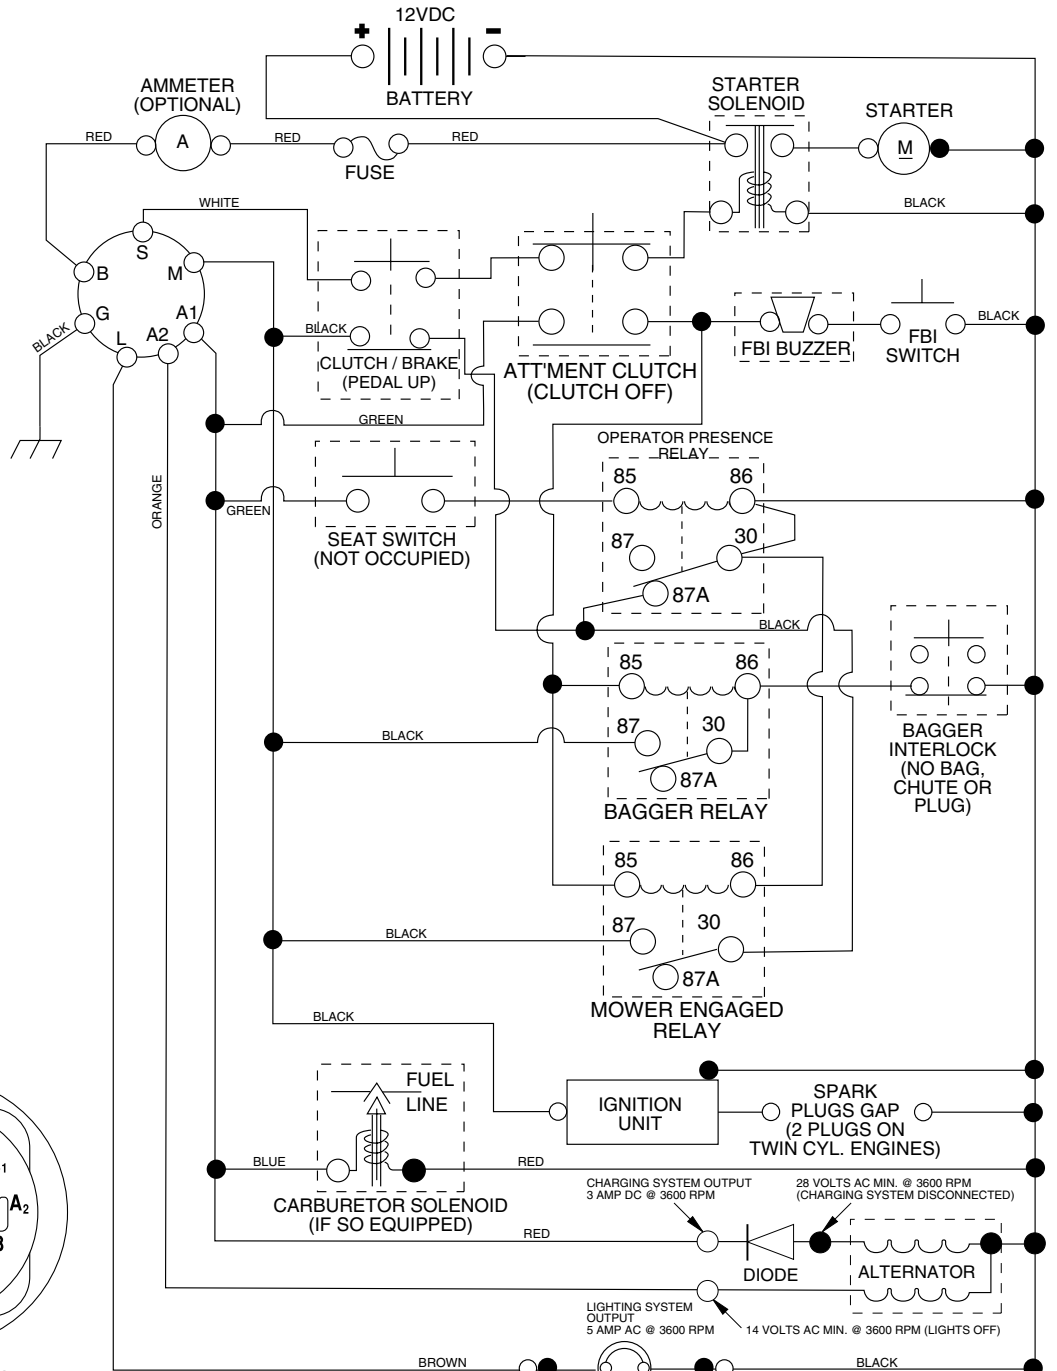 12VDC
+
-
BATTERY
AMMETER
(OPTIONAL)
STARTER
SOLENOID
STARTER
RED
A
RED
RED
FUSE
M
WHITE
BLACK
S
B
M
G
A1
L
A2
BLACK
BLACK
CLUTCH / BRAKE
(PEDAL UP)
ATT'MENT CLUTCH
(CLUTCH OFF)
FBI BUZZER
FBI
SWITCH
BLACK
GREEN
OPERATOR PRESENCE
RELAY
ORANGE
GREEN
SEAT SWITCH
(NOT OCCUPIED)
85
86
87
30
87A
BLACK
85
86
87
30
87A
BAGGER RELAY
BLACK
BAGGER
INTERLOCK
(NO BAG,
CHUTE OR
PLUG)
85
86
87
30
87A
BLACK
MOWER ENGAGED
RELAY
BLACK
FUEL
LINE
IGNITION
UNIT
SPARK
PLUGS GAP
(2 PLUGS ON
TWIN CYL. ENGINES)
BLUE
RED
CARBURETOR SOLENOID
(IF SO EQUIPPED)
CHARGING SYSTEM OUTPUT
3 AMP DC @ 3600 RPM
28 VOLTS AC MIN. @ 3600 RPM
(CHARGING SYSTEM DISCONNECTED)
RED
DIODE
ALTERNATOR
LIGHTING SYSTEM
OUTPUT
5 AMP AC @ 3600 RPM
14 VOLTS AC MIN. @ 3600 RPM (LIGHTS OFF)
BROWN
BLACK
1
A2